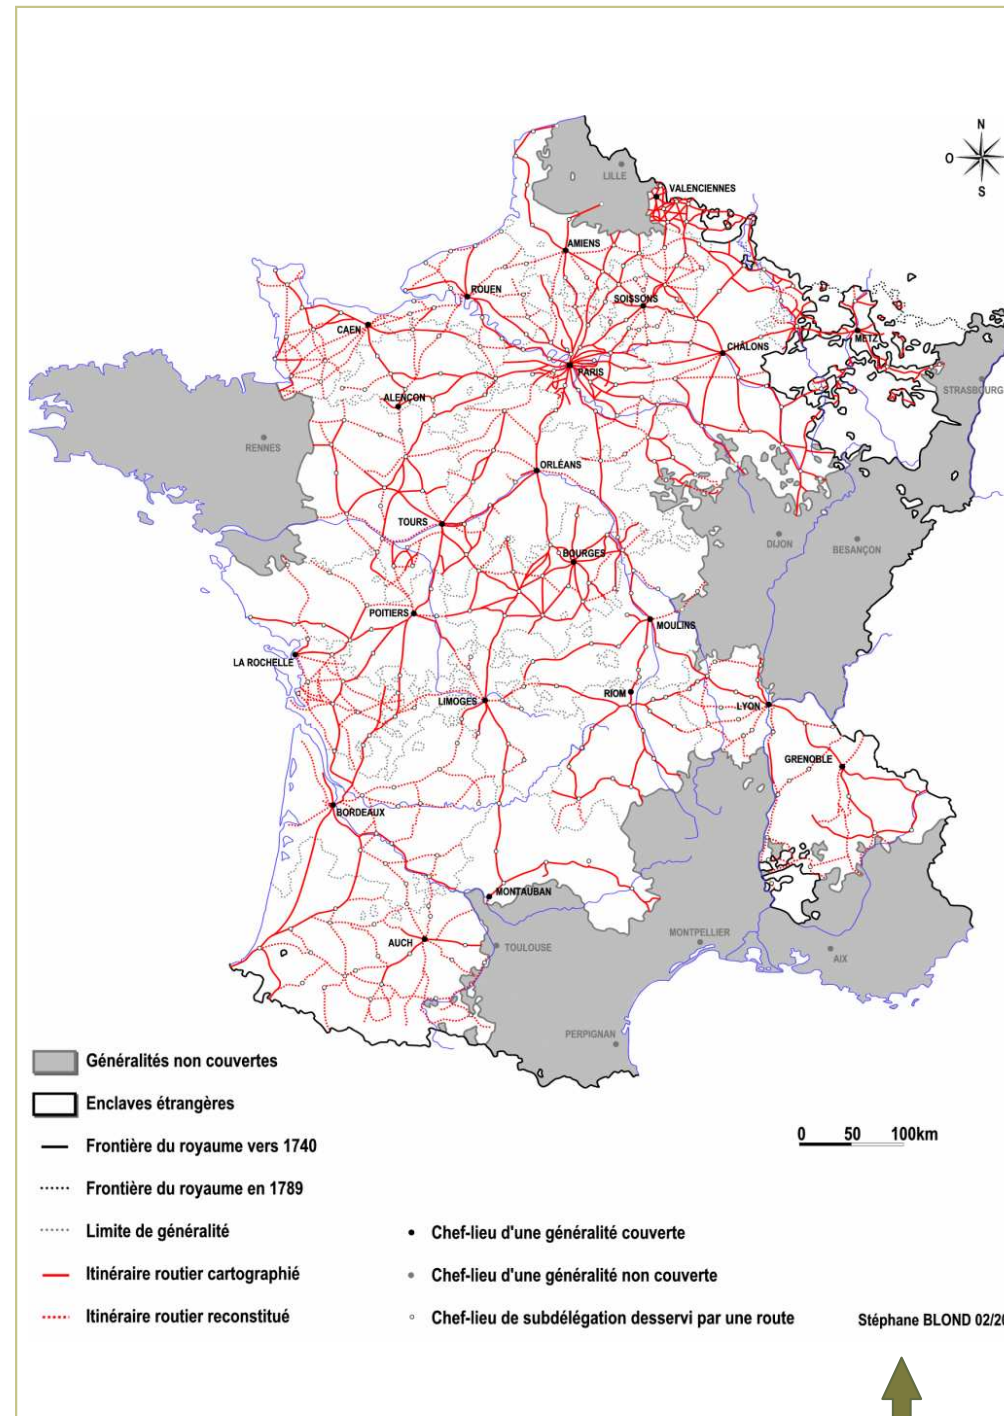 N
O
S
LILLE
VALENCIENNES
AMIENS
ROUEN
SOISSONS
CAEN
CHÂLONS
METZ
PARIS
STRASBOURG
ALENÇON
RENNES
ORLÉANS
TOURS
DIJON
BESANÇON
BOURGES
POITIERS
MOULINS
LA ROCHELLE
LIMOGES
RIOM
LYON
GRENOBLE
BORDEAUX
MONTAUBAN
AUCH
TOULOUSE
MONTPELLIER
AIX
PERPIGNAN
Généralités non couvertes
Enclaves étrangères
Frontière du royaume vers 1740
0 50 100km
Frontière du royaume en 1789
Limite de généralité
Chef-lieu d'une généralité couverte
Itinéraire routier cartographié
Chef-lieu d'une généralité non couverte
Itinéraire routier reconstitué
Chef-lieu de subdélégation desservi par une route
Stéphane BLOND 02/20